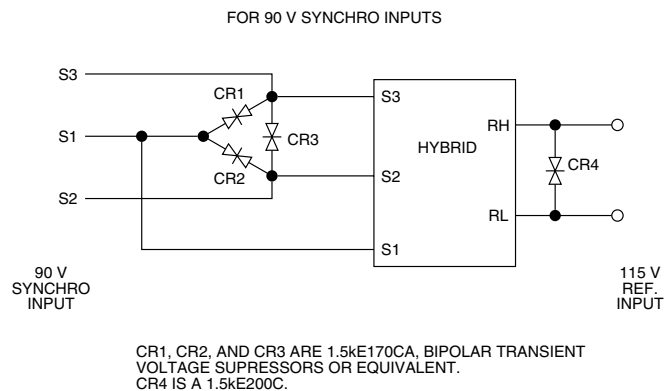 FOR 90 V SYNCHRO INPUTS
S3
CR1
S3
S1
CR3
RH
HYBRID
CR4
CR2
S2
S2
RL
S1
90 V
SYNCHRO
INPUT
115 V
REF.
INPUT
CR1, CR2, AND CR3 ARE 1.5kE170CA, BIPOLAR TRANSIENT
VOLTAGE SUPRESSORS OR EQUIVALENT.
CR4 IS A 1.5kE200C.